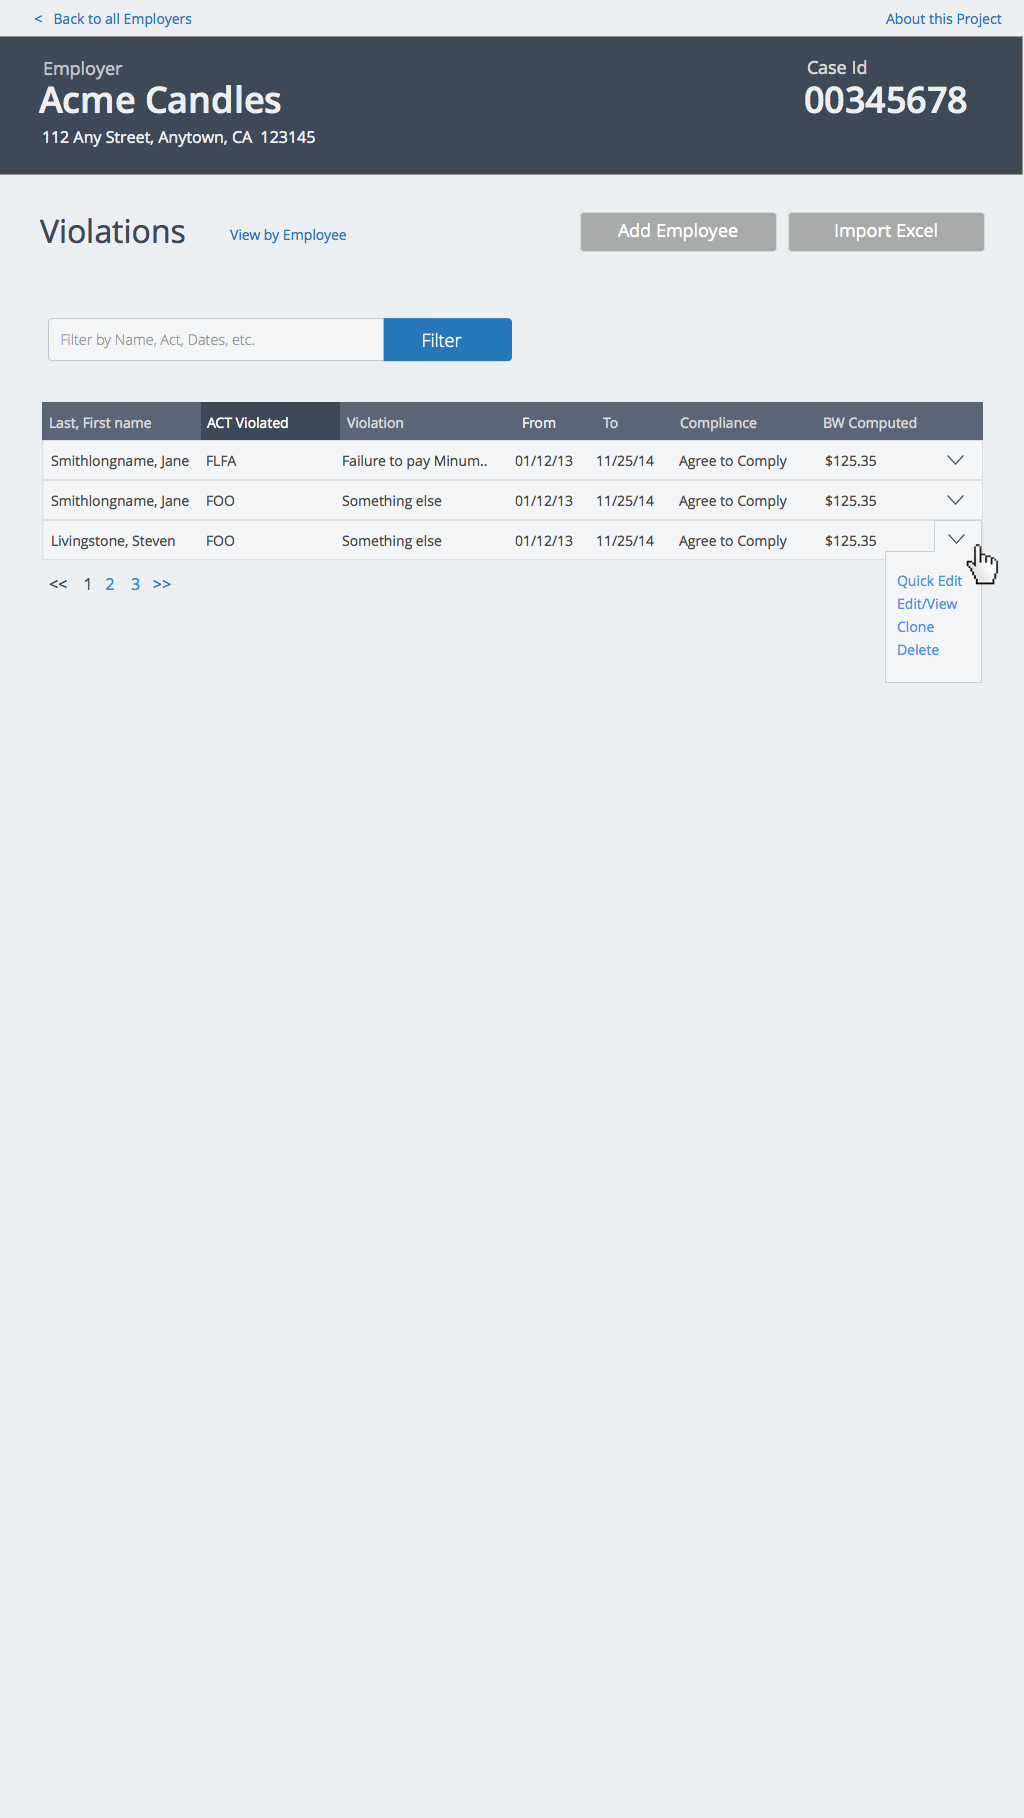 < Back to all Employers About this Project
Employer Case Id
Acme Candles 00345678
112 Any Street, Anytown, CA 123145
Violations View by Employee Add Employee Import Excel
Filter by Name, Act, Dates, etc. Filter
Last, First name ACT Violated Violation From To Compliance BW Computed
Smithlongname, Jane FLFA Failure to pay Minum.. 01/12/13 11/25/14 Agree to Comply $125.35
Smithlongname, Jane FOO Something else 01/12/13 11/25/14 Agree to Comply $125.35
Livingstone, Steven FOO Something else 01/12/13 11/25/14 Agree to Comply $125.35
<< 1 2 3 >>
Quick Edit
Edit/View
Clone
Delete